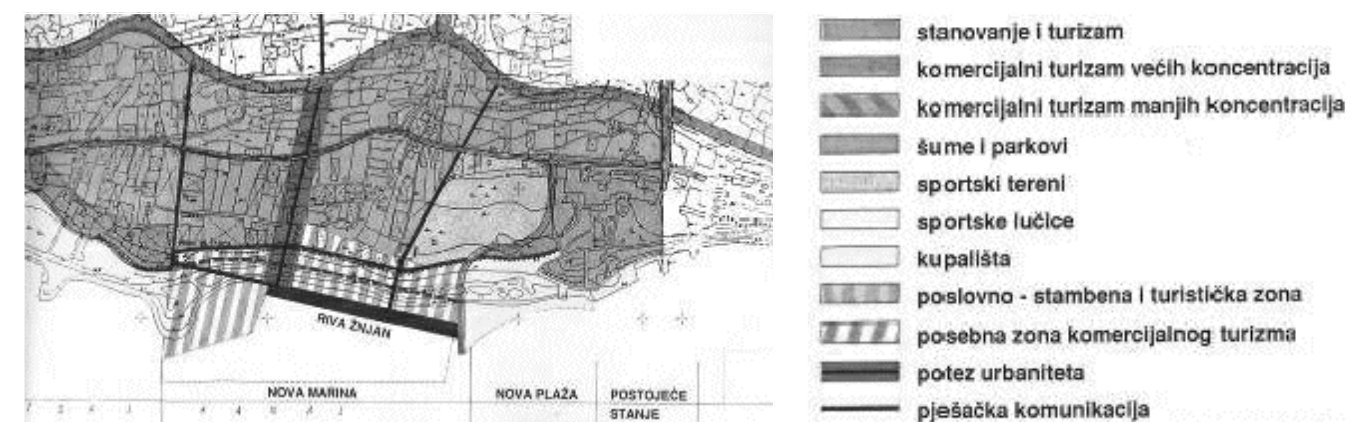 RIVA ŽNJAN
NOVA MARINA
NOVA PLAŽA
POSTOJEĆE
STANJE
stanovanje i turizam
komercijalni turizam većih koncentracija
komercijalni turizam manjih koncentracija
šume i parkovi
sportski tereni
sportske lučice
kupališta
poslovno - stambena i turistička zona
posebna zona komercijalnog turizma
potez urbaniteta
pješačka komunikacija